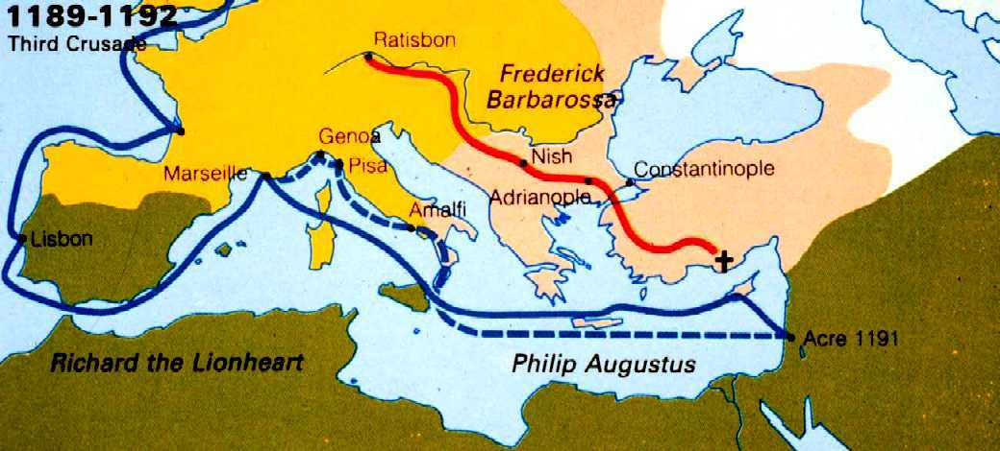 1189-1192
Third Crusade
Ratisbon
Frederick
Barbarossa
Genoa
Marseille
Pisa
Nish
Constantinople
Adrianople
Amalfi
Lisbon
Acre 1191
Richard the Lionheart
Philip Augustus